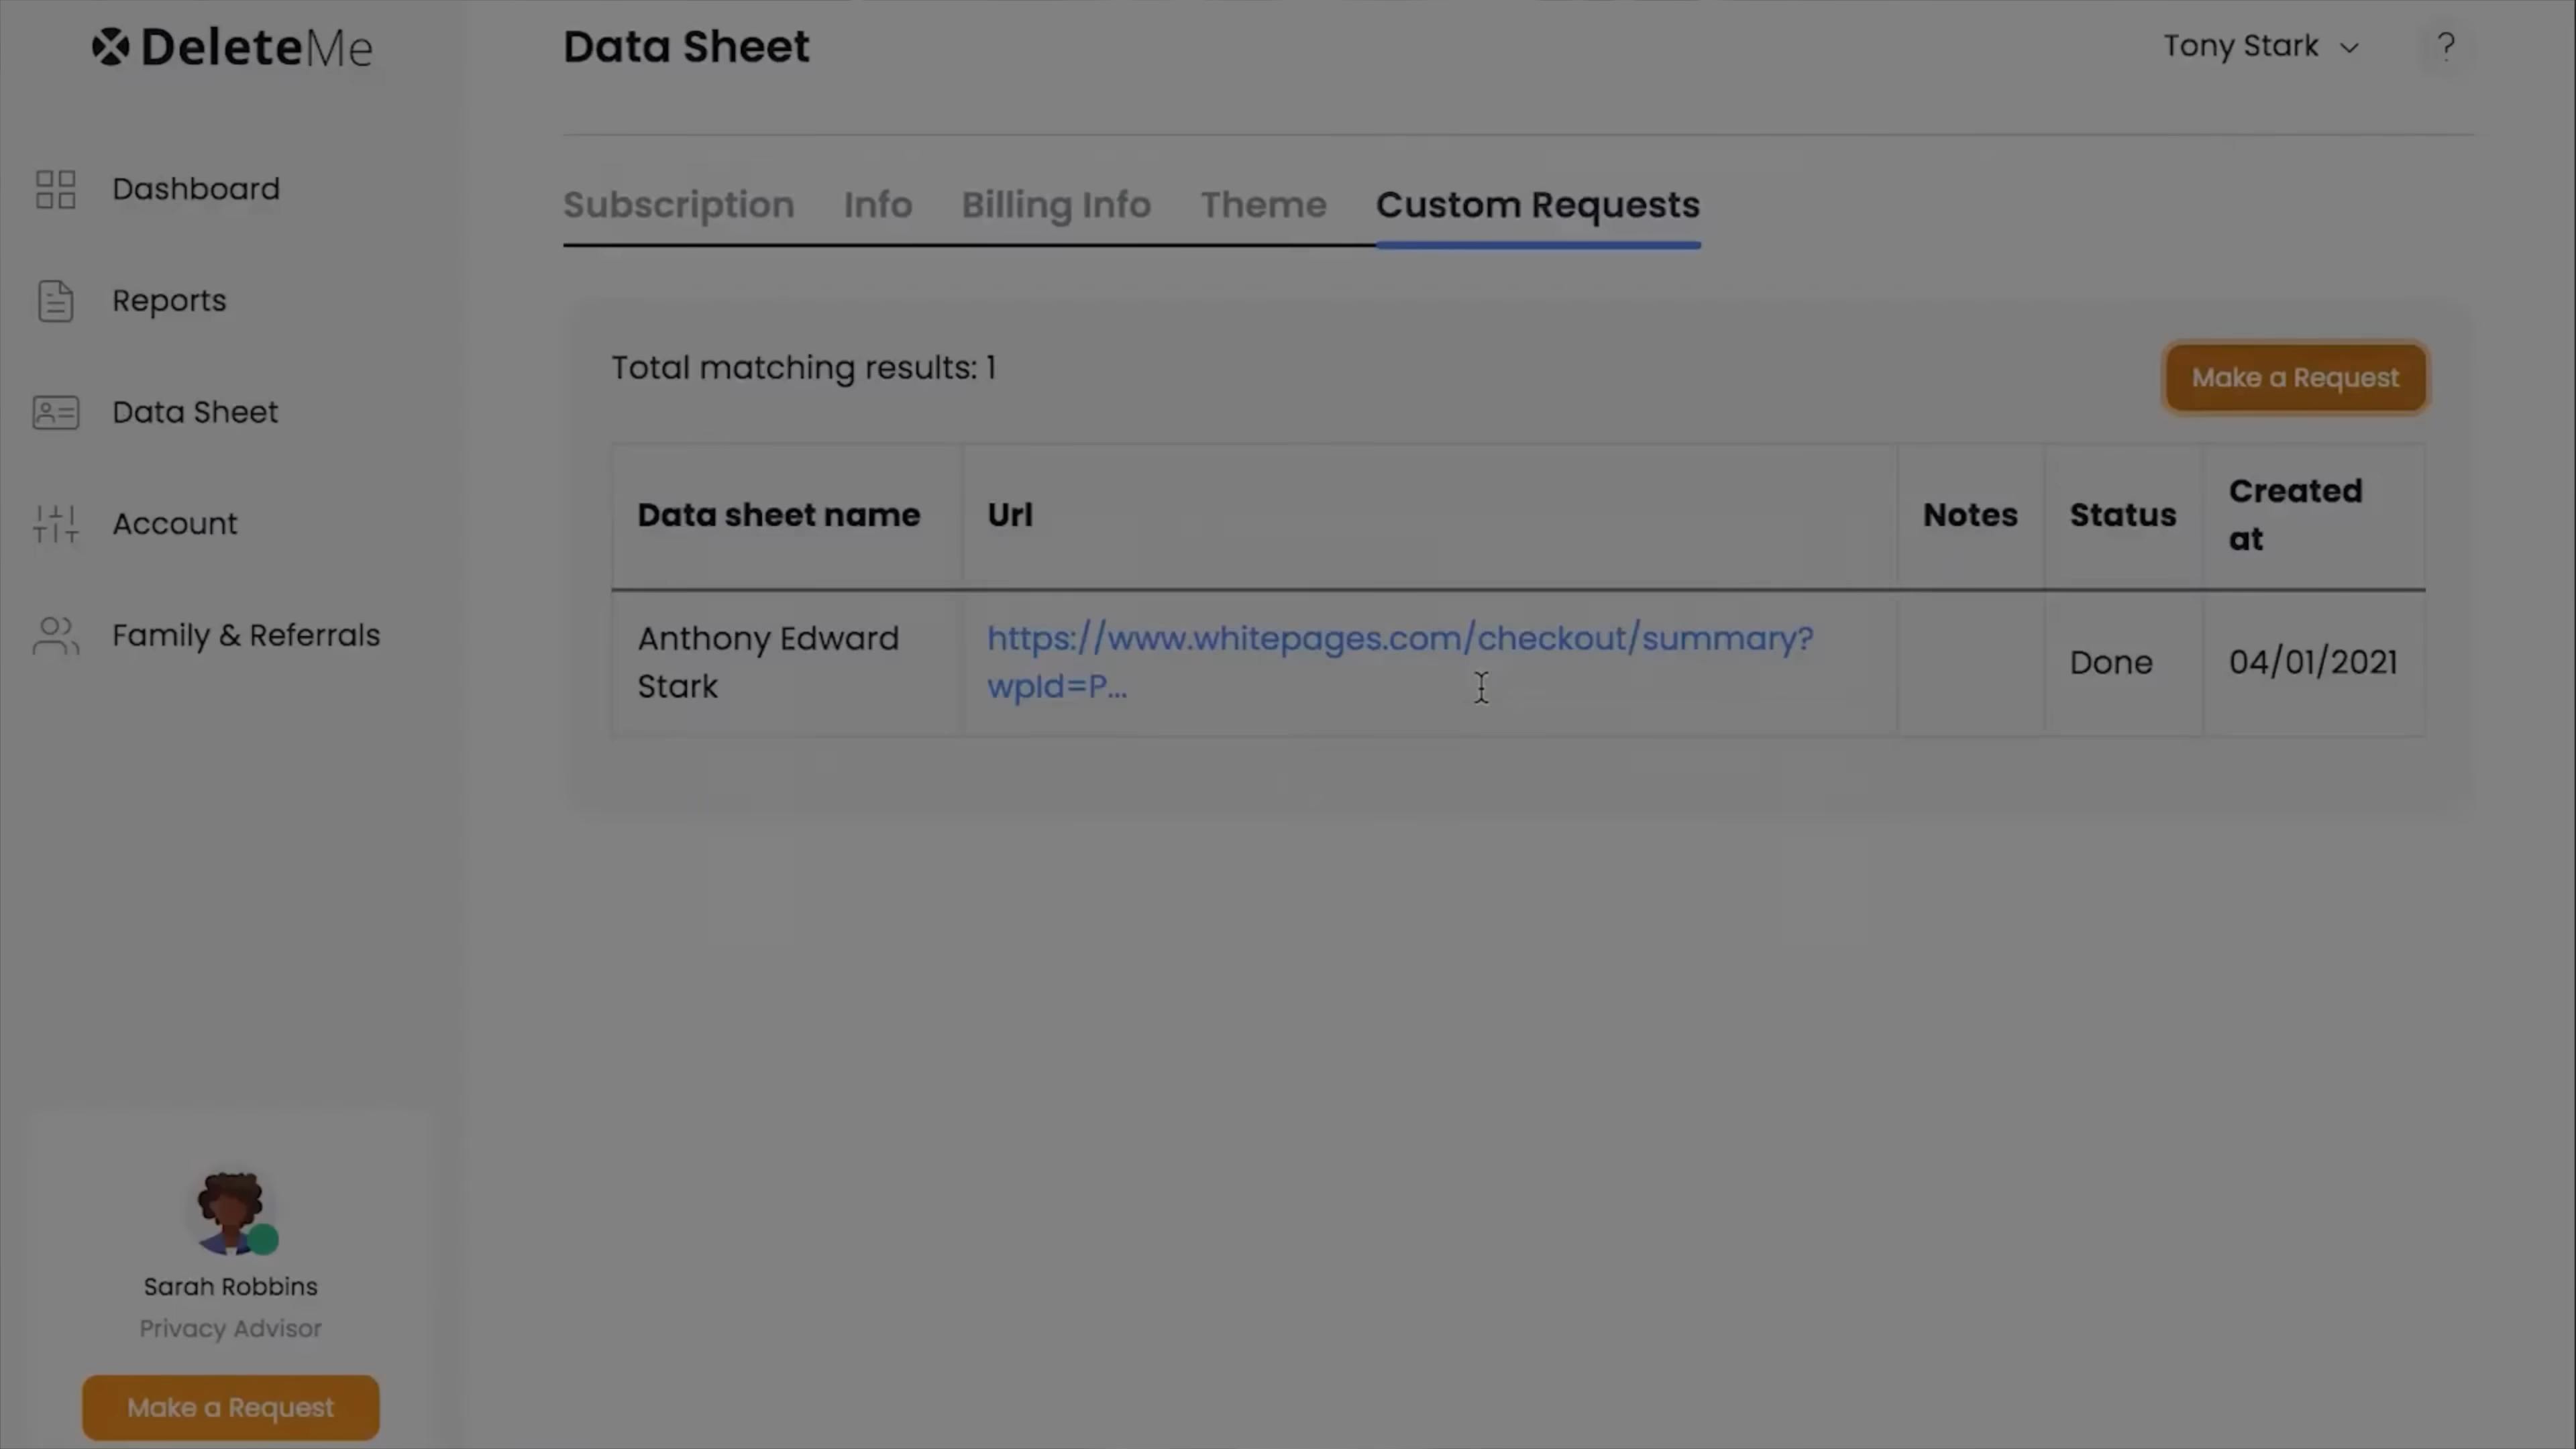 DeleteMe
Data Sheet
Tony Stark
?
Dashboard
Reports
Data Sheet
Account
Family & Referrals
Subscription Info Billing Info Theme Custom Requests
Total matching results: 1
Make a Request
Data sheet name Url Notes Status Created
at
Anthony Edward
Stark
https://www.whitepages.com/checkout/summary?
wpId=P...
Done
04/01/2021
Sarah Robbins
Privacy Advisor
Make a Request